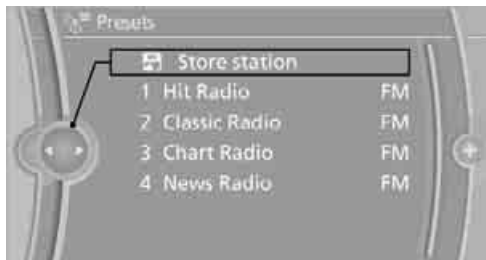 Presets
Store station
1 Hit Radio FM
2 Classic Radio FM
3 Chart Radio FM
4 News Radio FM